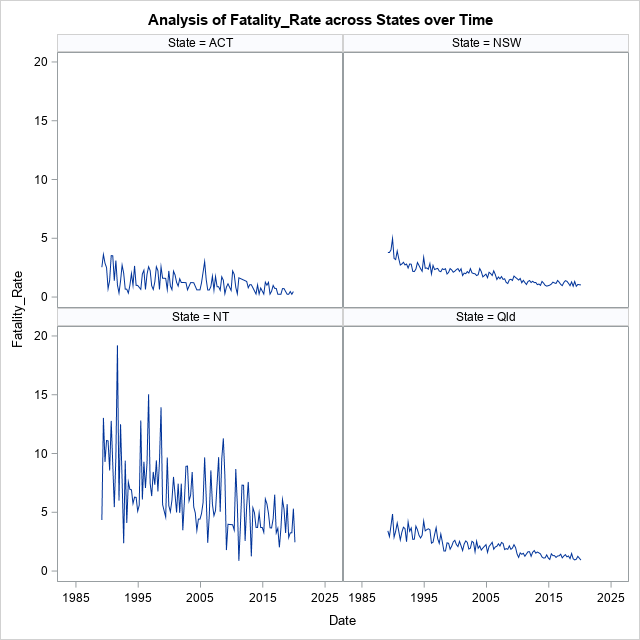 Analysis of Fatality_Rate across States over Time
State = ACT
State = NSW
20
15
10
5
0
State = NT
State = Qld
Fatality_Rate
20
15
10
5
0
1985
1995
2005
2015
2025
1985
1995
2005
2015
2025
Date